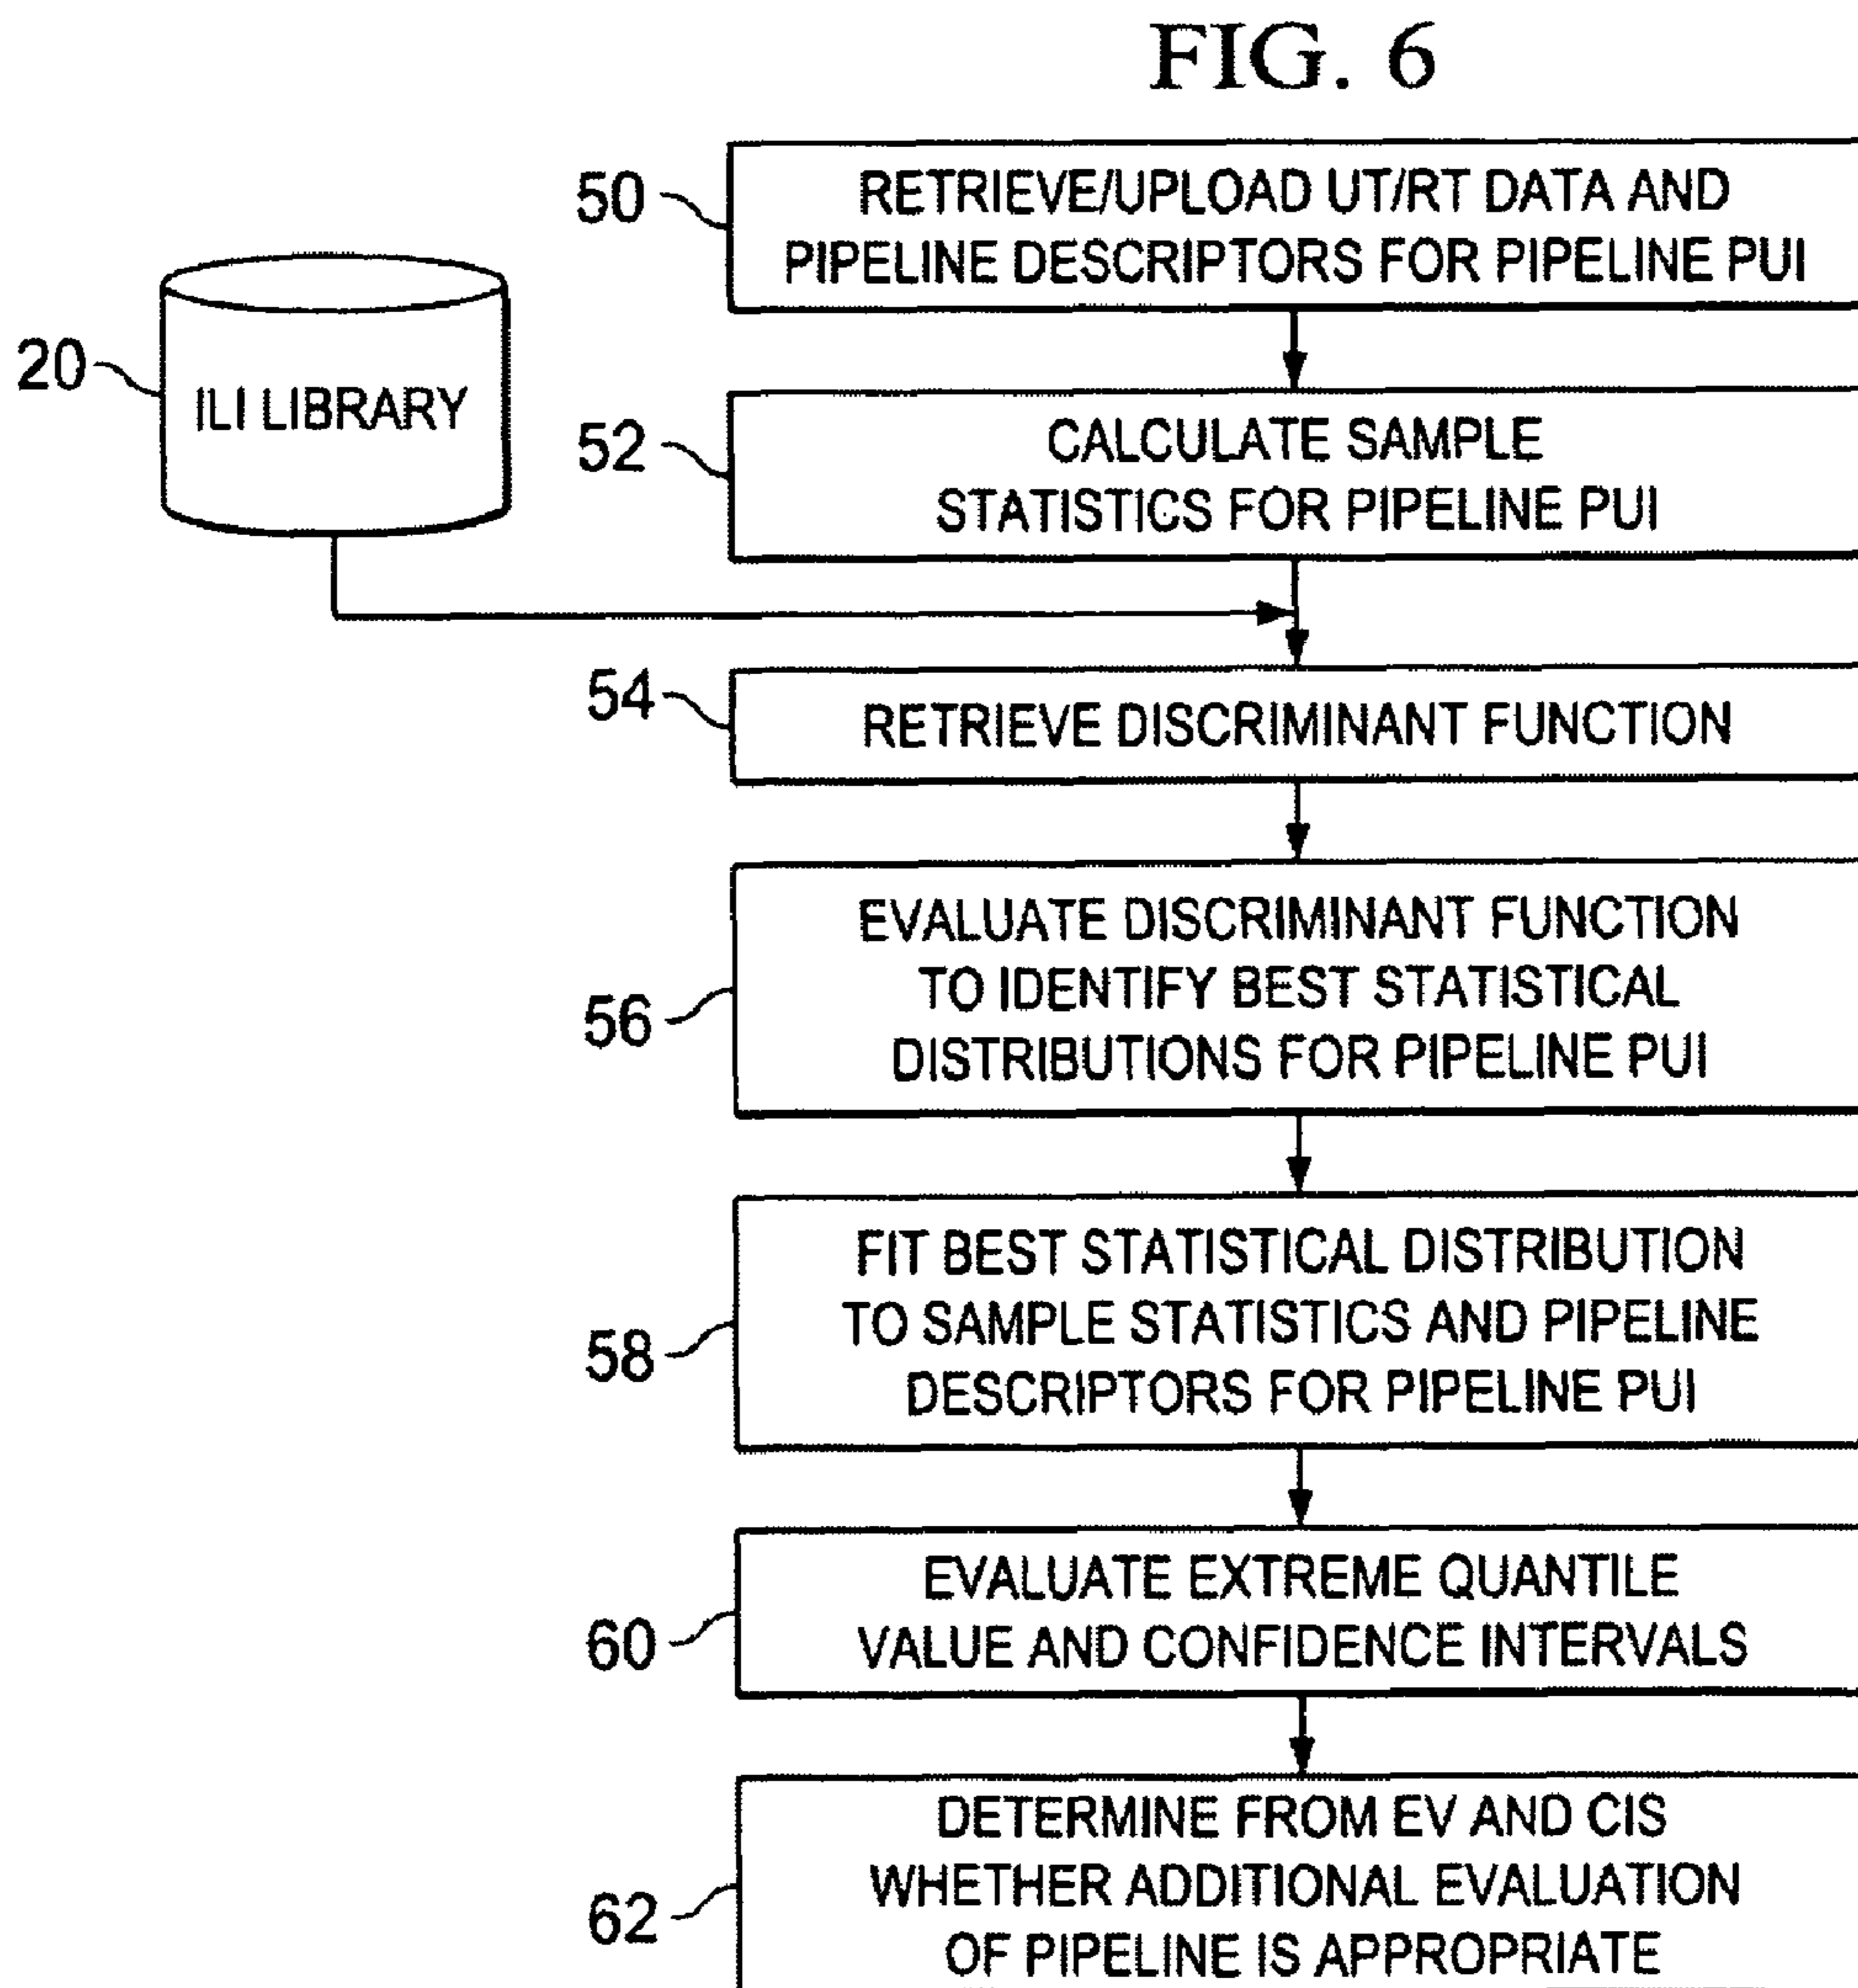 FIG. 6
50
RETRIEVE/UPLOAD UT/RT DATA AND
PIPELINE DESCRIPTORS FOR PIPELINE PUI
20
ILI LIBRARY
52
CALCULATE SAMPLE
STATISTICS FOR PIPELINE PUI
54
RETRIEVE DISCRIMINANT FUNCTION
56
EVALUATE DISCRIMINANT FUNCTION
TO IDENTIFY BEST STATISTICAL
DISTRIBUTIONS FOR PIPELINE PUI
58
FIT BEST STATISTICAL DISTRIBUTION
TO SAMPLE STATISTICS AND PIPELINE
DESCRIPTORS FOR PIPELINE PUI
60
EVALUATE EXTREME QUANTILE
VALUE AND CONFIDENCE INTERVALS
62
DETERMINE FROM EV AND CIS
WHETHER ADDITIONAL EVALUATION
OF PIPELINE IS APPROPRIATE